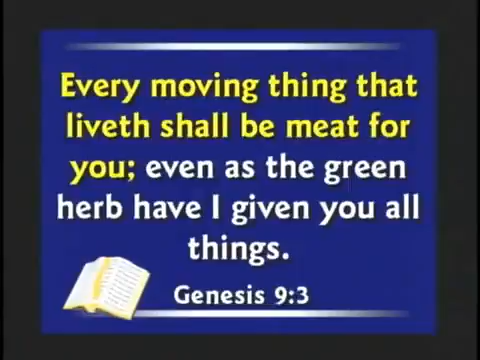 Every moving thing that
liveth shall be meat for
you; even as the green
herb have I given you all
things.
Genesis 9:3